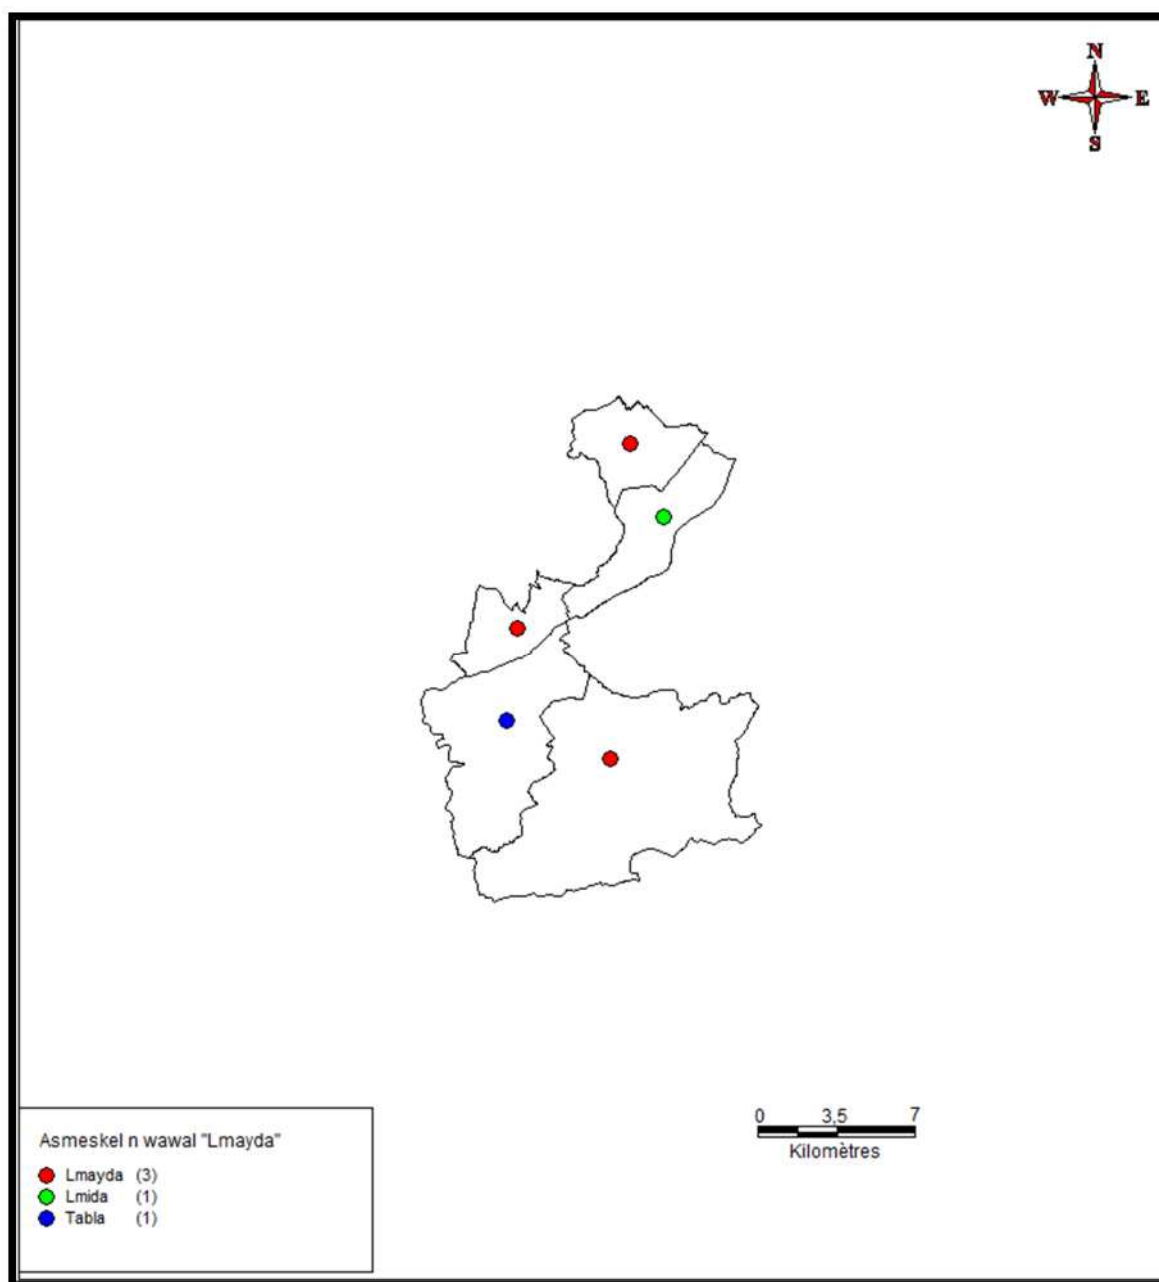 N
W E
S
0 3,5 7
Kilomètres
Asmeskel n wawal "Lmayda"
Lmayda (3)
Lmida (1)
Tabla (1)